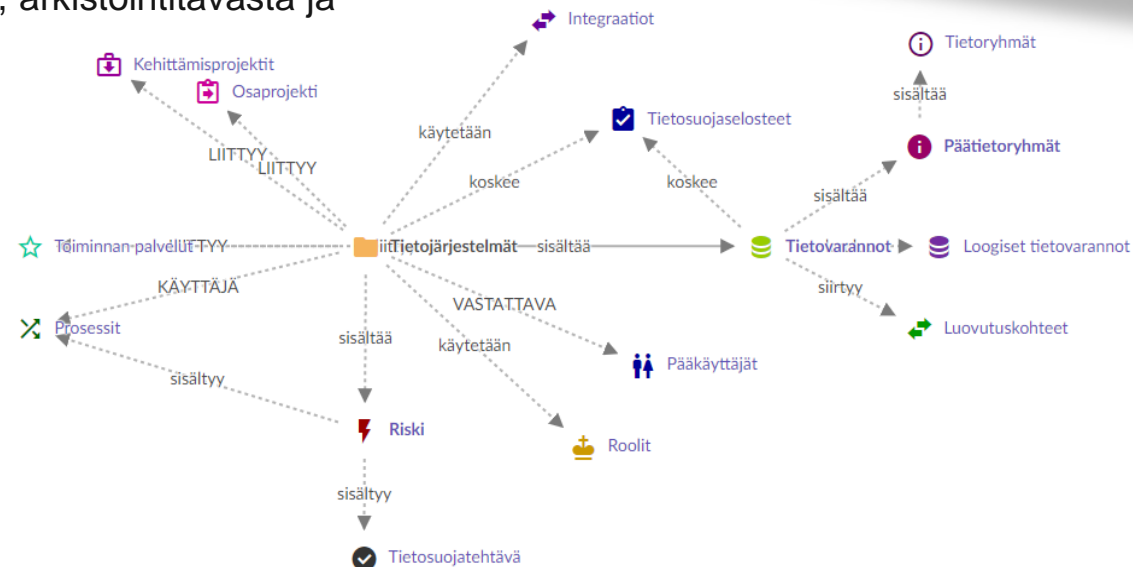 , arkistointitavasta ja
Integraatiot
Tietoryhmät
Kehittämisprojektit
Osaprojekti
sisältää
Tietosuojaselosteet
käytetään
Päätietoryhmät
LIITTYY
LIITTYY
koskee
koskee
sisältää
Toiminnan-palvelut
Tietojärjestelmät
sisältää
Tietovarannot
Loogiset tietovarannot
KÄYTTÄJÄ
siirtyy
VASTATTAVA
Prosessit
Luovutuskohteet
sisältää
käytetään
Pääkäyttäjät
sisältyy
Riski
Roolit
sisältyy
Tietosuojatehtävä